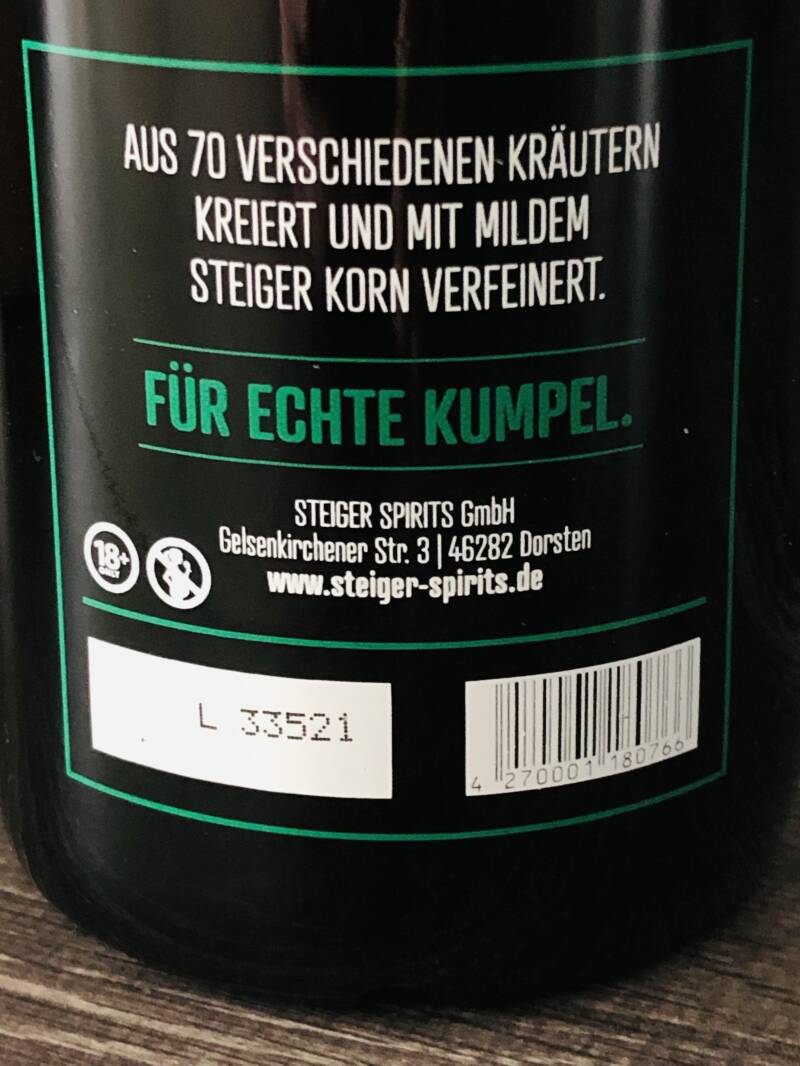 AUS 70 VERSCHIEDENEN KRÄUTERN
KREIERT UND MIT MILDEM
STEIGER KORN VERFEINERT.
FÜR ECHTE KUMPEL.
STEIGER SPIRITS GmbH
Gelsenkirchener Str. 3 | 46282 Dorsten
www.steiger-spirits.de
18+
ONLY
L 33521
4 270001 180766